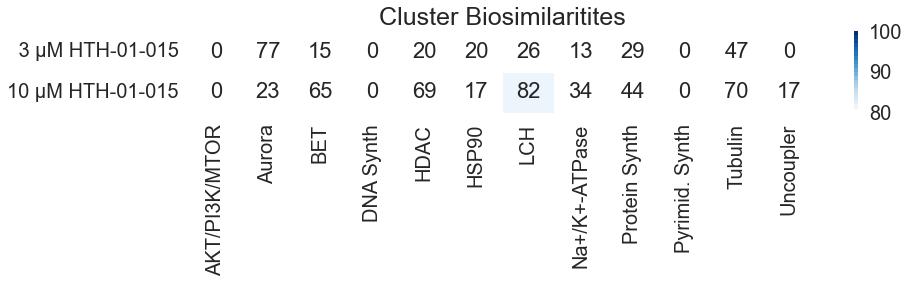 Cluster Biosimilaritites
3 µM HTH-01-015 0 77 15 0 20 20 26 13 29 0 47 0
10 µM HTH-01-015 0 23 65 0 69 17 82 34 44 0 70 17
AKT/PI3K/MTOR
Aurora
BET
DNA Synth
HDAC
HSP90
LCH
Na+/K+-ATPase
Protein Synth
Pyrimid. Synth
Tubulin
Uncoupler
100
90
80